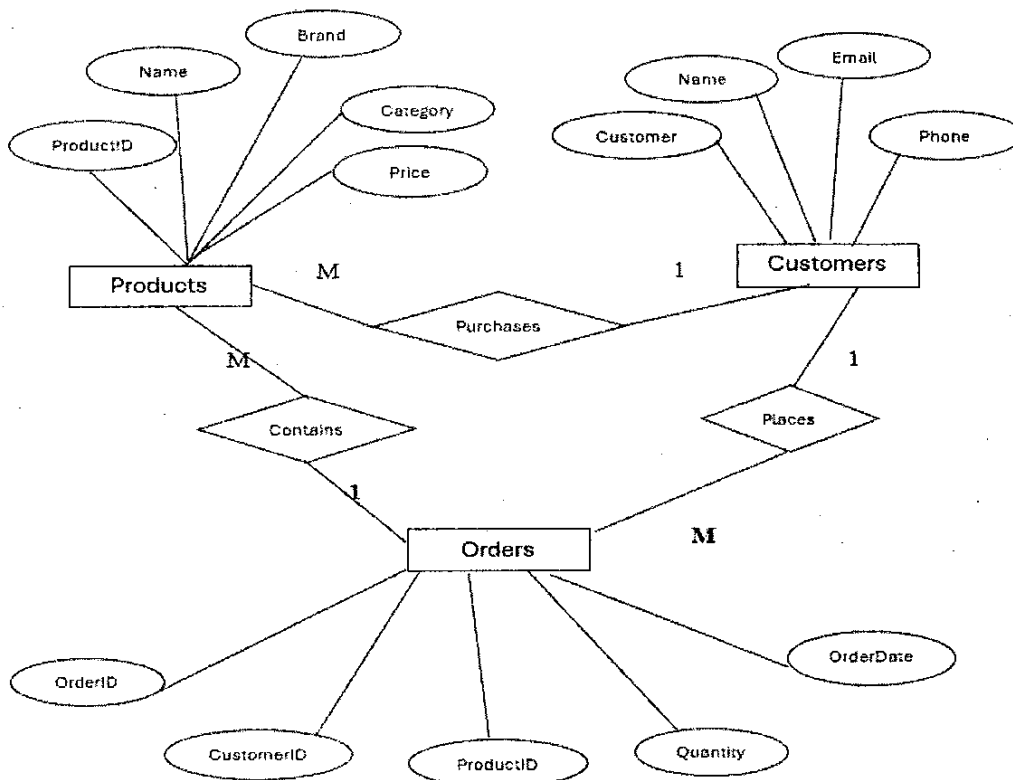 Brand
Name
ProductID
Category
Price
Email
Name
Customer
Phone
Products
M
1
Customers
Purchases
M
1
Contains
Places
1
Orders
M
OrderID
OrderDate
CustomerID
ProductID
Quantity